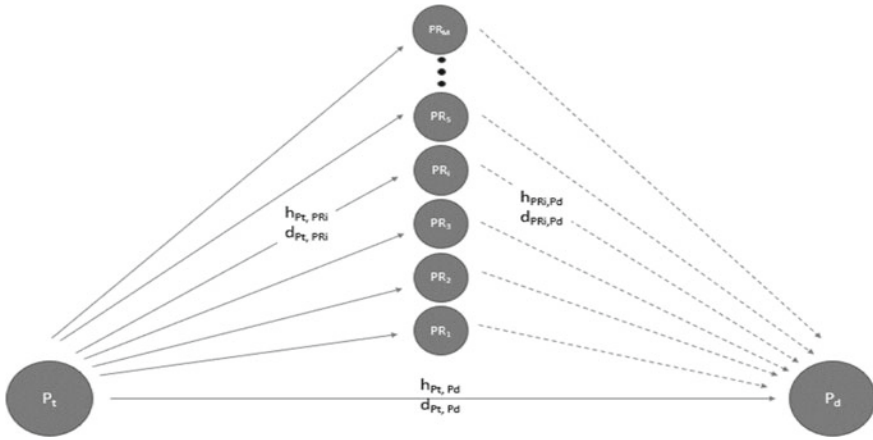 PR_M
PR_5
PR_i
h_Pt, PRi
d_Pt, PRi
h_PRi,Pd
d_PRi,Pd
PR_3
PR_2
PR_1
P_t
h_Pt, Pd
d_Pt, Pd
P_d